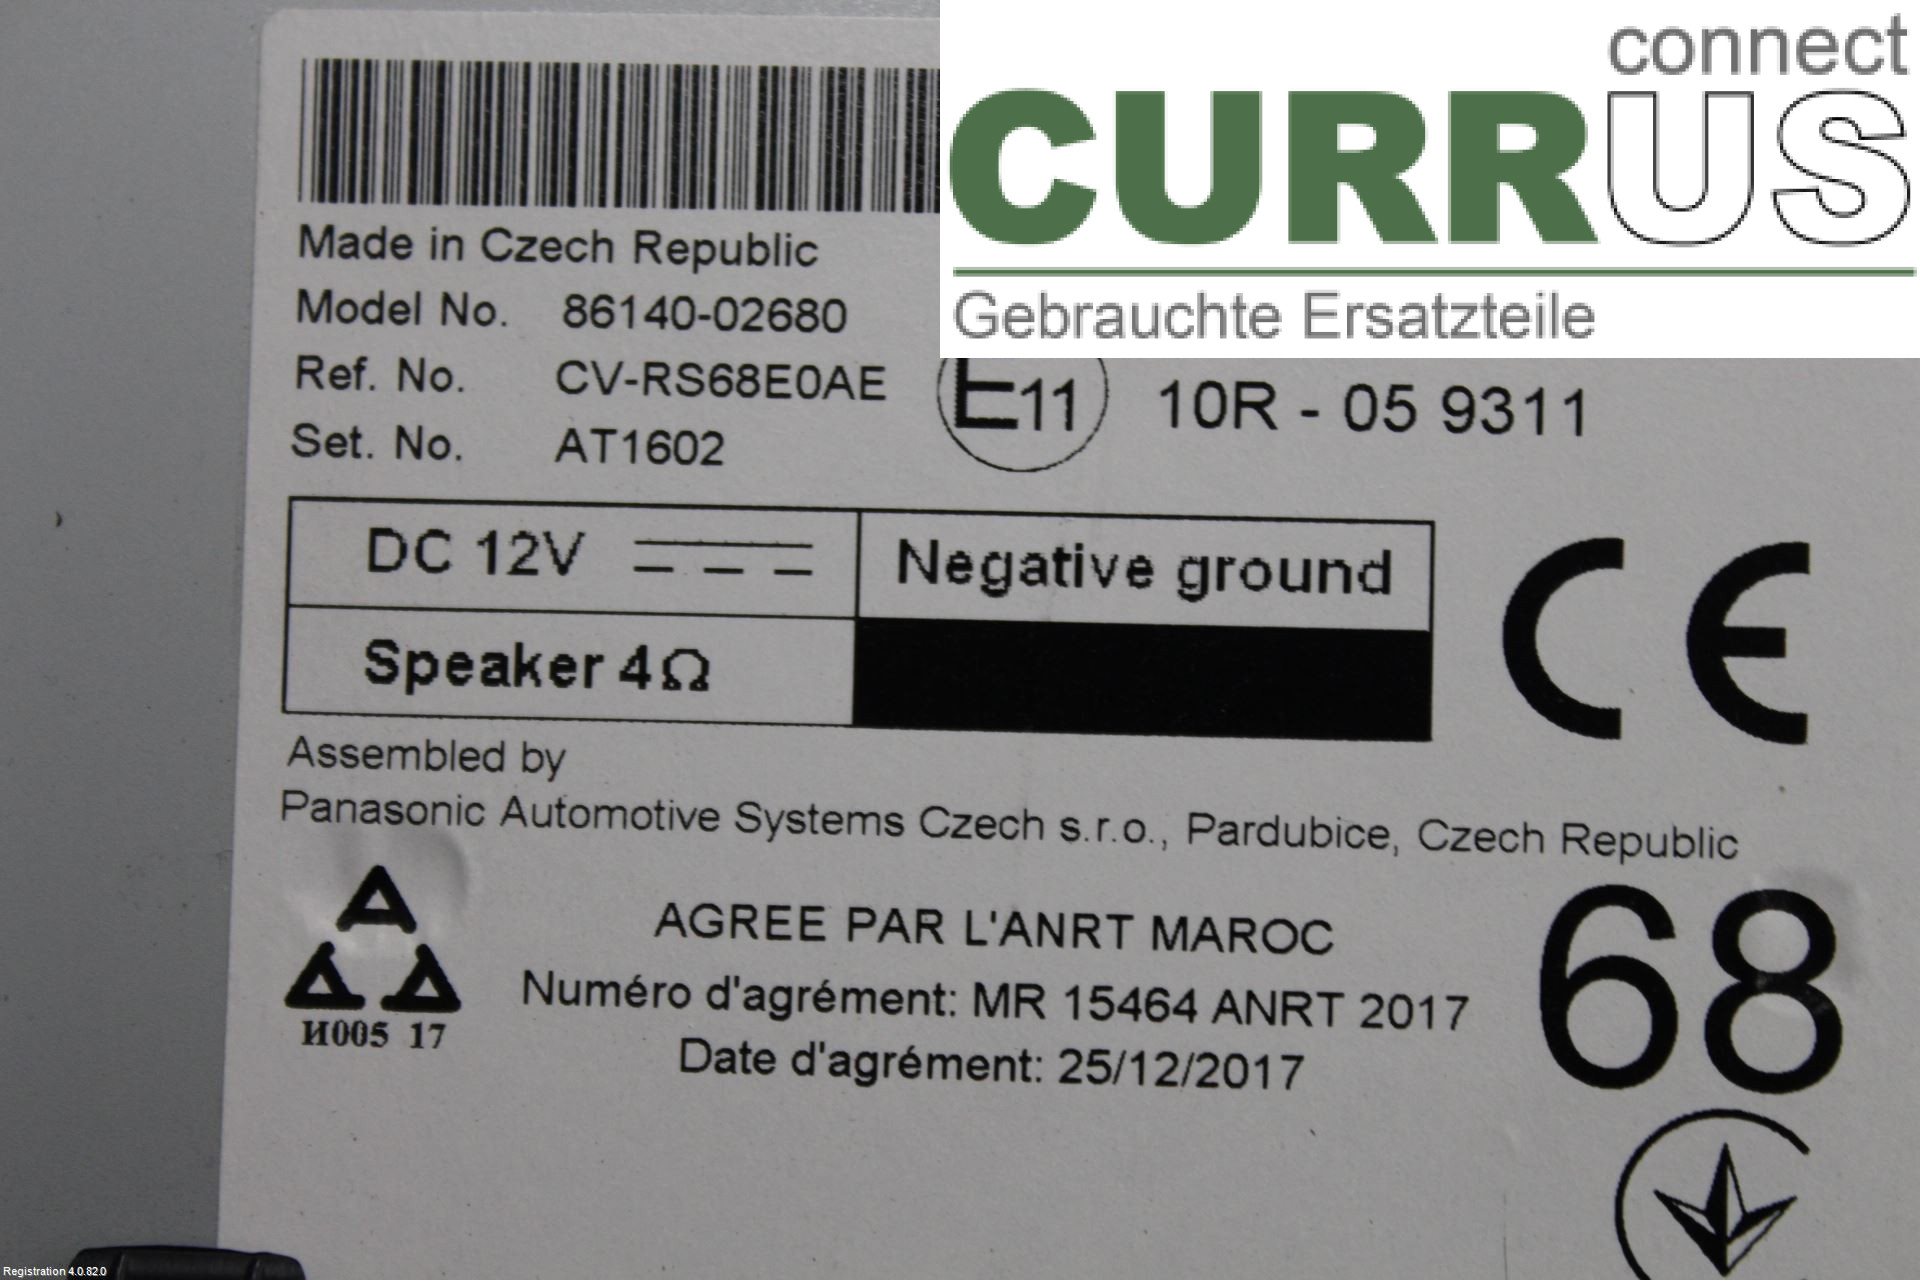 connect
CURRUS
Gebrauchte Ersatzteile
Made in Czech Republic
Model No. 86140-02680
Ref. No. CV-RS68E0AE
Set. No. AT1602
E11 10R - 05 9311
DC 12V
Negative ground
Speaker 4Ω
CE
Assembled by
Panasonic Automotive Systems Czech s.r.o., Pardubice, Czech Republic
AGREE PAR L'ANRT MAROC
Numéro d'agrément: MR 15464 ANRT 2017
Date d'agrément: 25/12/2017
И005 17
68
Registration 4.0.82.0